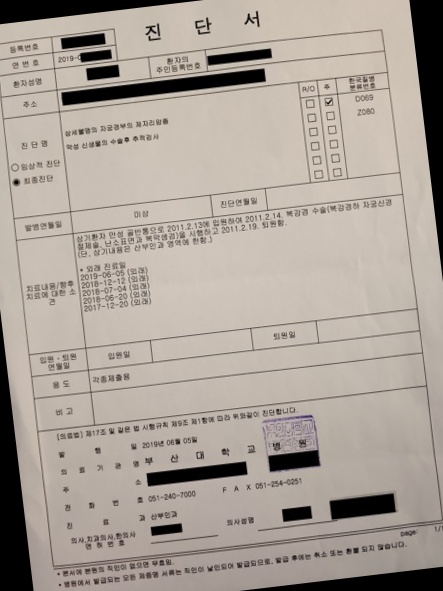 진 단 서
등록번호
연 번 호 2019-0
환자성명 환자의 주민등록번호
주소
진 단 명
○ 임상적 진단
● 최종진단
상세불명의 자궁경부의 제자리암종
악성 신생물의 수술후 추적검사
R/O 주 한국질병 분류번호
D069
Z080
발병연월일 미상 진단연월일
치료내용/향후 치료에 대한 소견
상기환자 만성 골반통으로 2011.2.13에 입원하여 2011.2.14. 복강경 수술(복강경하 자궁신경
절제술, 난소표면과 복막생검)을 시행하고 2011.2.19. 퇴원함.
(단, 상기내용은 산부인과 영역에 한함.)
* 외래 진료일
2019-06-05 (외래)
2018-12-12 (외래)
2018-07-04 (외래)
2018-06-20 (외래)
2017-12-20 (외래)
입원·퇴원 연월일 입원일 퇴원일
용 도 각종제출용
비 고
[의료법] 제17조 및 같은 법 시행규칙 제9조 제1항에 따라 위와같이 진단합니다.
발 행 일 2019년 06월 05일
의 료 기 관 명 부 산 대 학 교 병 원
주 소
전 화 번 호 051-240-7000 F A X 051-254-0251
진 료 과 산부인과
의사,치과의사,한의사 면 허 번 호 의사성명
page: 1/1
* 본서에 본원의 직인이 없으면 무효임.
* 병원에서 발급되는 모든 제증명 서류는 직인이 날인되어 발급되므로, 발급 후에는 취소 또는 환불 되지 않습니다.